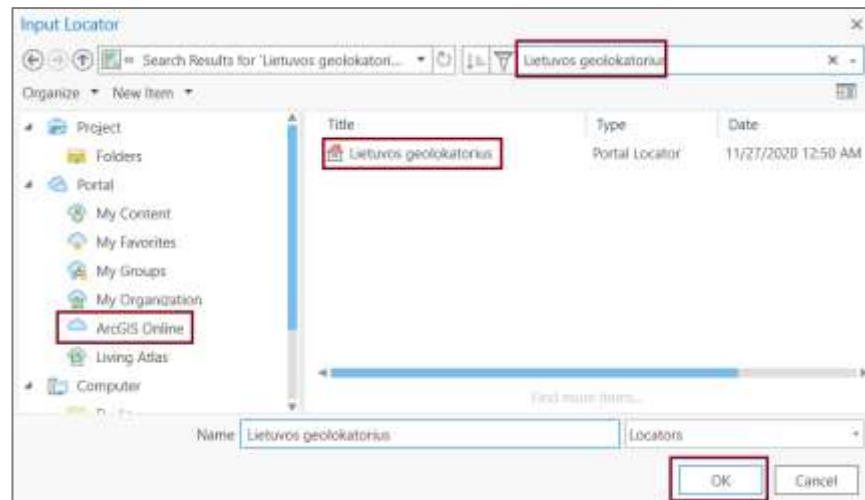 Input Locator
Search Results for 'Lietuvos geolokatori...
Lietuvos geolokatorius
Organize
New Item
Title
Type
Date
Project
Lietuvos geolokatorius
Portal Locator
11/27/2020 12:50 AM
Folders
Portal
My Content
My Favorites
My Groups
My Organization
ArcGIS Online
Living Atlas
Computer
Find more items...
Name
Lietuvos geolokatorius
Locators
OK
Cancel